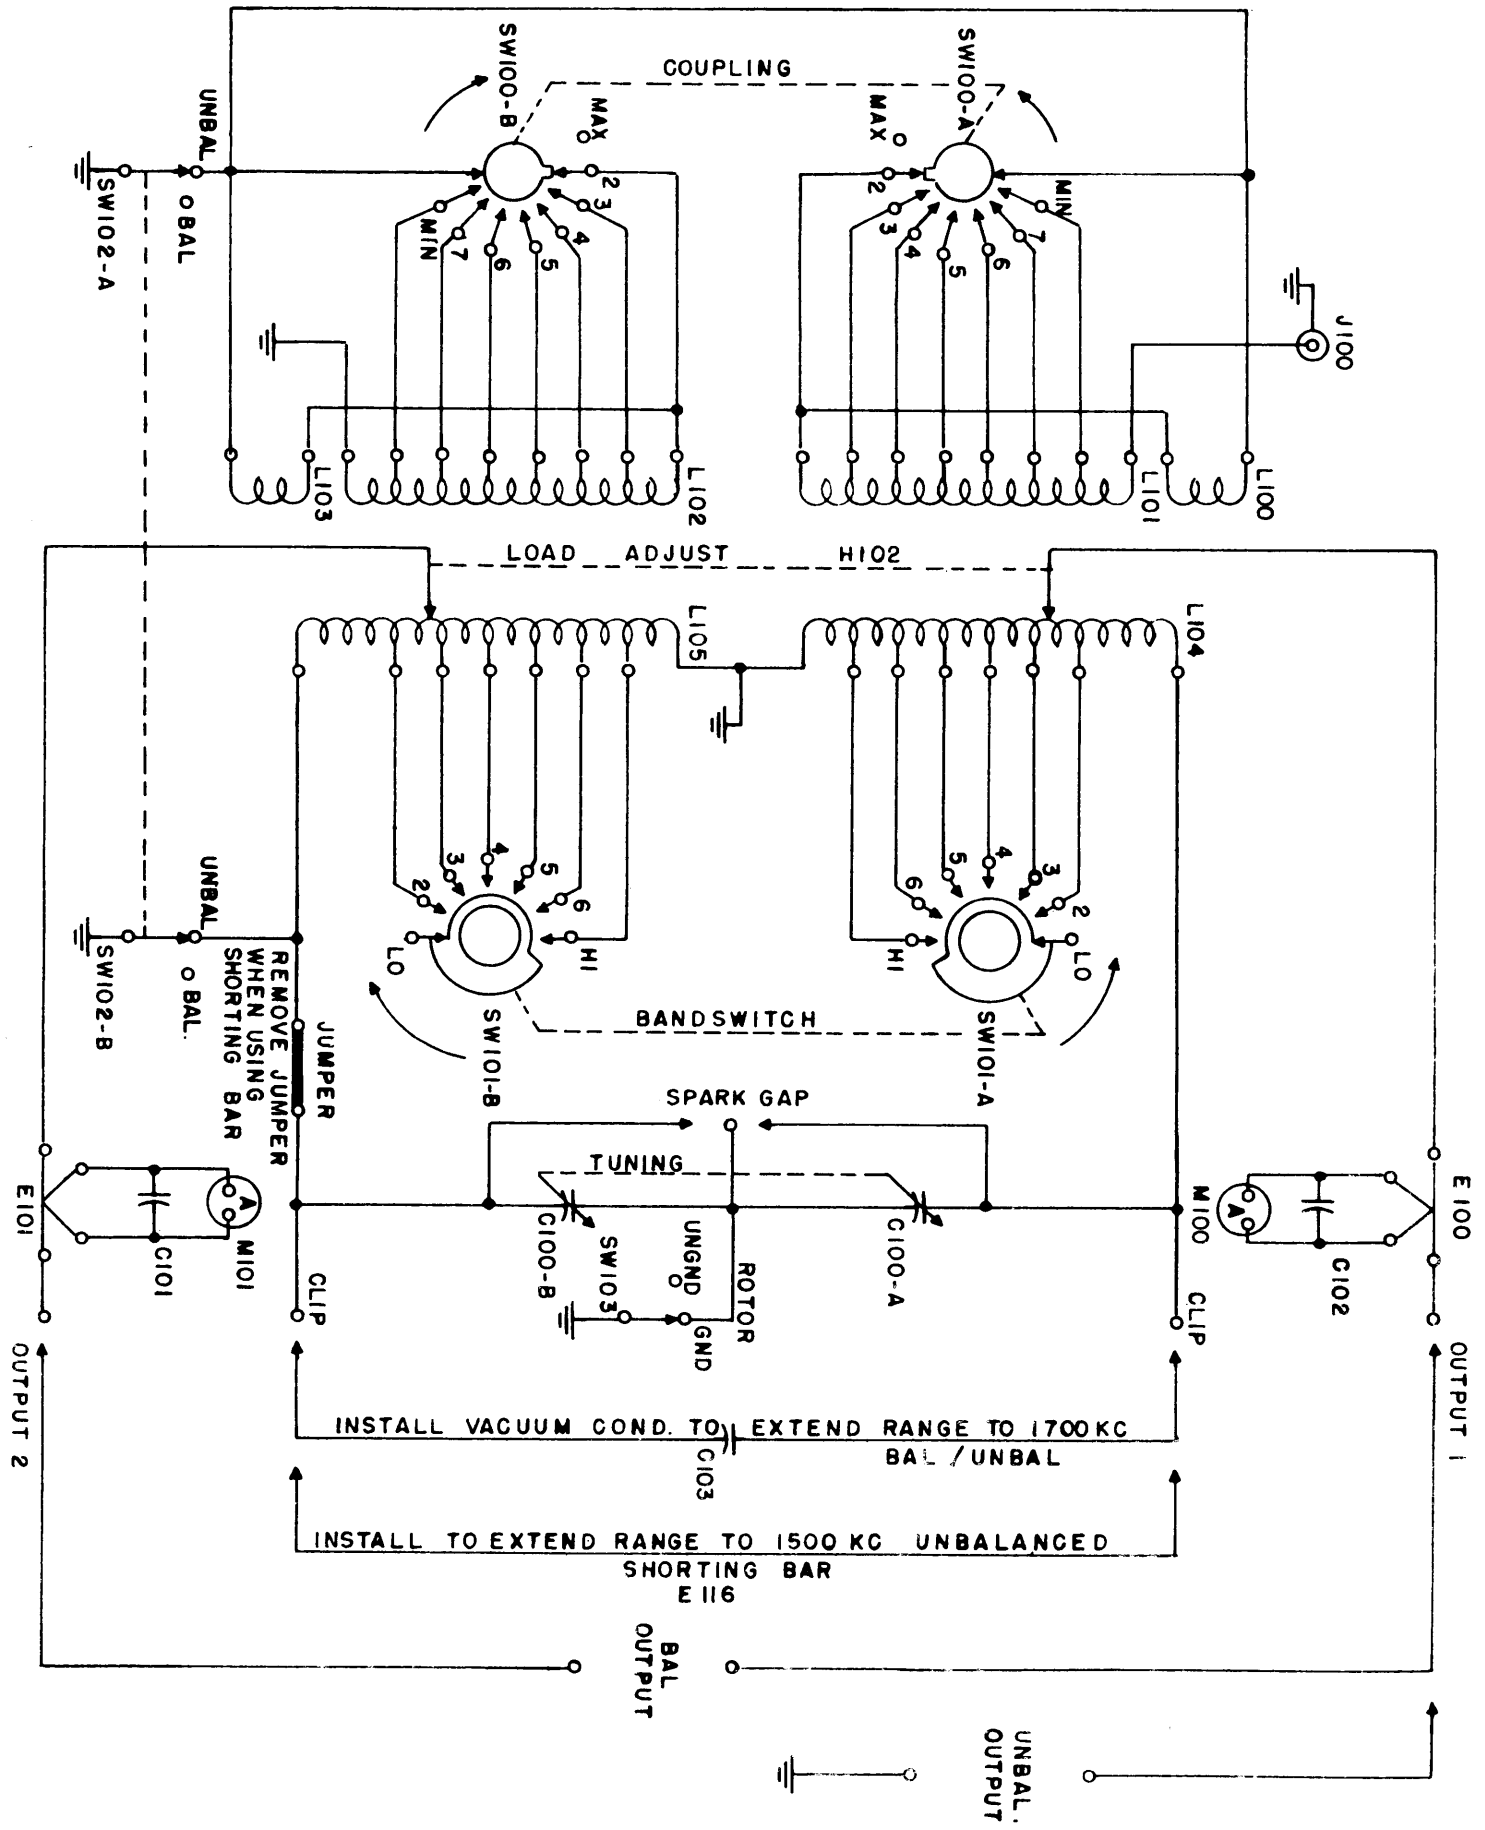 COUPLING
SW100-B
SW100-A
MAX
2
3
4
5
6
7
MIN
MAX
2
3
4
5
6
7
MIN
UNBAL
BAL
SW102-A
J100
L103
L102
L101
L100
LOAD ADJUST H102
L105
L104
2
3
4
5
6
HI
LO
HI
6
5
4
3
2
LO
BANDSWITCH
SW101-B
SW101-A
UNBAL
BAL.
SW102-B
REMOVE JUMPER
WHEN USING
SHORTING BAR
JUMPER
SPARK GAP
TUNING
C100-B
C100-A
SW103
UNGND
GND
ROTOR
E101
C101
M101
A
CLIP
M100
A
C102
E100
CLIP
OUTPUT 2
OUTPUT 1
INSTALL VACUUM COND. TO EXTEND RANGE TO 1700KC
BAL/UNBAL
C103
INSTALL TO EXTEND RANGE TO 1500 KC UNBALANCED
SHORTING BAR
E116
BAL
OUTPUT
UNBAL.
OUTPUT